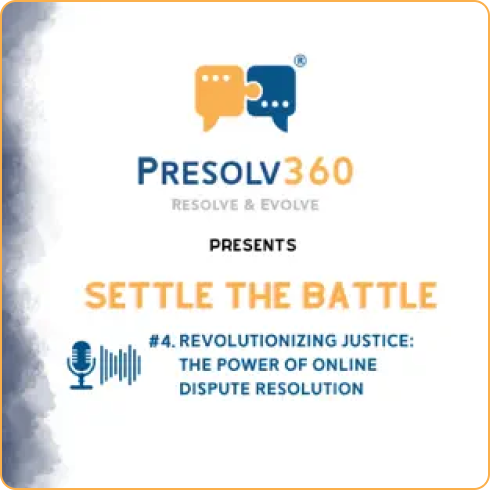 ®
PRESOLV360
RESOLVE & EVOLVE
PRESENTS
SETTLE THE BATTLE
#4. REVOLUTIONIZING JUSTICE:
THE POWER OF ONLINE
DISPUTE RESOLUTION